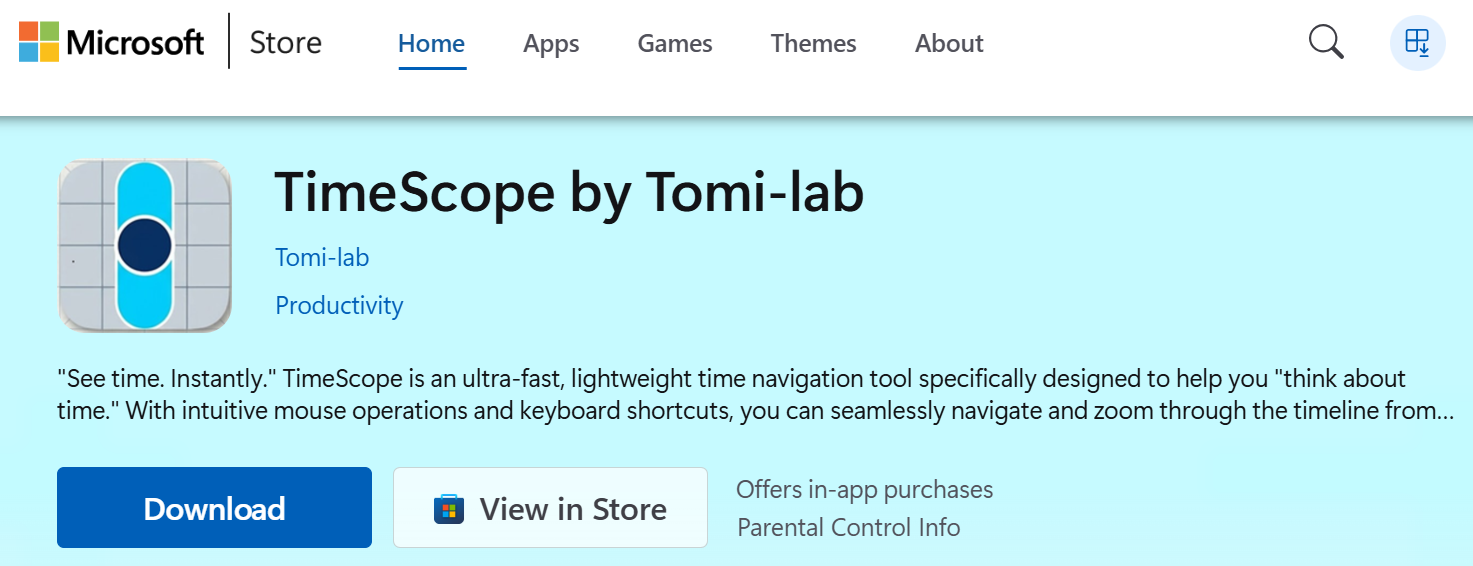 Microsoft | Store Home Apps Games Themes About
TimeScope by Tomi-lab
Tomi-lab
Productivity
"See time. Instantly." TimeScope is an ultra-fast, lightweight time navigation tool specifically designed to help you "think about
time." With intuitive mouse operations and keyboard shortcuts, you can seamlessly navigate and zoom through the timeline from...
Download
View in Store
Offers in-app purchases
Parental Control Info